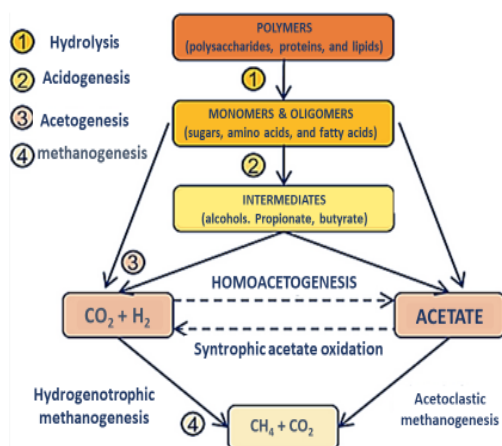 1 Hydrolysis
2 Acidogenesis
3 Acetogenesis
4 methanogenesis
POLYMERS
(polysaccharides, proteins, and lipids)
1
MONOMERS & OLIGOMERS
(sugars, amino acids, and fatty acids)
2
INTERMEDIATES
(alcohols. Propionate, butyrate)
3
HOMOACETOGENESIS
CO₂ + H₂
ACETATE
Syntrophic acetate oxidation
Hydrogenotrophic
methanogenesis
4
Acetoclastic
methanogenesis
CH₄ + CO₂